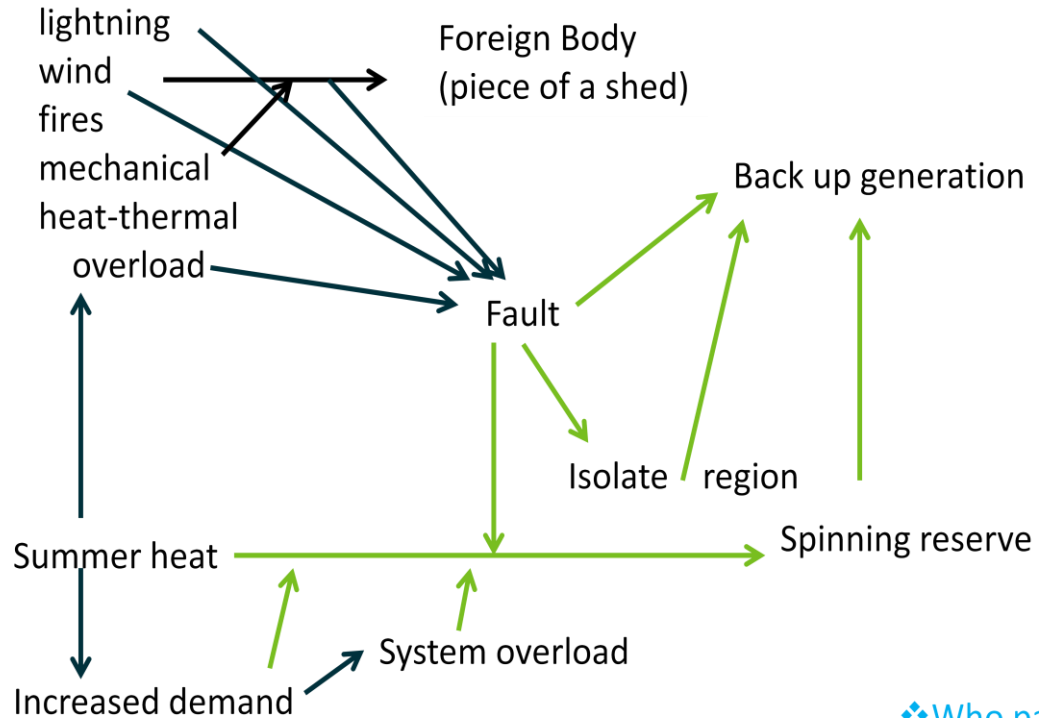 lightning
wind
fires
mechanical
heat-thermal
overload
Foreign Body
(piece of a shed)
Back up generation
Fault
Isolate region
Spinning reserve
Summer heat
System overload
Increased demand
❖Who